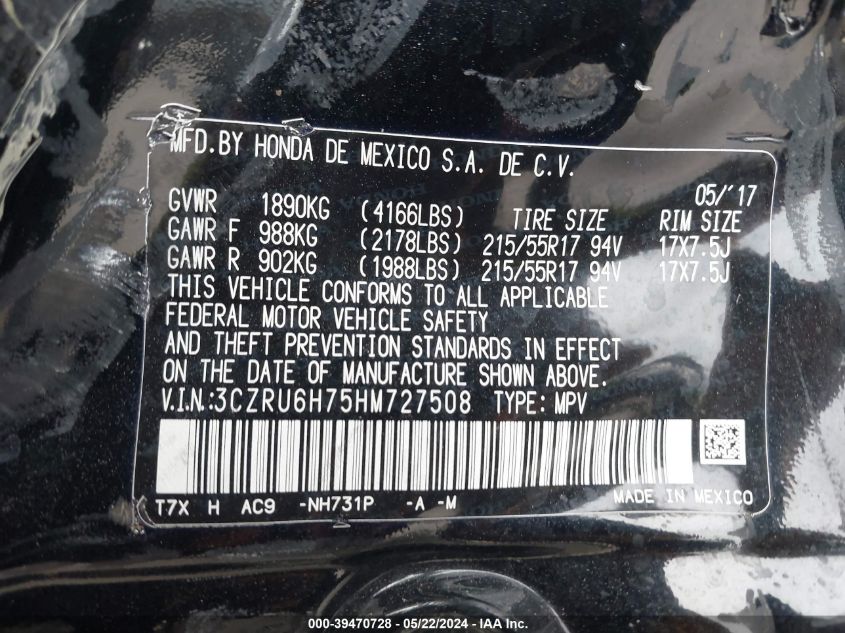 MFD. BY HONDA DE MEXICO S.A. DE C.V.
05/'17
GVWR 1890KG (4166LBS) TIRE SIZE RIM SIZE
GAWR F 988KG (2178LBS) 215/55R17 94V 17X7.5J
GAWR R 902KG (1988LBS) 215/55R17 94V 17X7.5J
THIS VEHICLE CONFORMS TO ALL APPLICABLE
FEDERAL MOTOR VEHICLE SAFETY
AND THEFT PREVENTION STANDARDS IN EFFECT
ON THE DATE OF MANUFACTURE SHOWN ABOVE.
V.I.N.:3CZRU6H75HM727508 TYPE: MPV
T7X H AC9 -NH731P -A -M MADE IN MEXICO
000-39470728 - 05/22/2024 - IAA Inc.